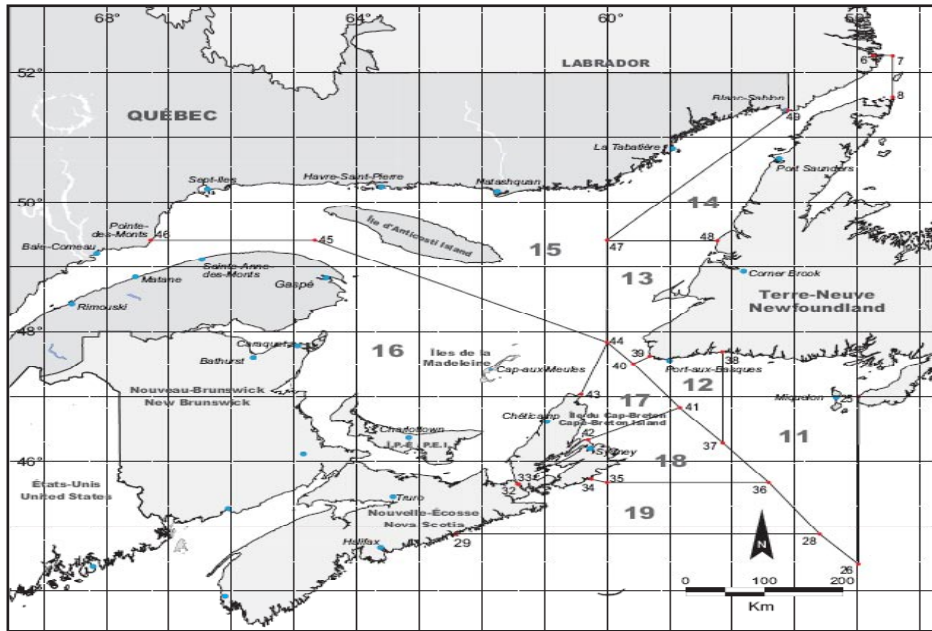 68°
64°
60°
6
7
52°
LABRADOR
8
Blanc-Sablon
49
QUÉBEC
La Tabatière
Port Saunders
Sept-Iles
Havre-Saint-Pierre
Natashquan
50°
14
Pointe-
des-Monts
46
45
Île d'Anticosti Island
15
47
48
Baie-Comeau
Sainte-Anne
des-Monts
Matane
Gaspé
13
Corner Brook
Rimouski
Terre-Neuve
Newfoundland
48°
Caraquet
Bathurst
16
44
Îles de la
Madeleine
Cap-aux-Meules
39
40
38
Port-aux-Basques
12
Nouveau-Brunswick
New Brunswick
43
17
41
Miquelon
25
Chéticamp
Île du Cap-Breton
Cape-Breton Island
11
Charlottown
Î.P.-É. / P.E.I.
42
Sydney
37
18
46°
États-Unis
United States
33
32
34
35
36
Truro
Nouvelle-Écosse
Nova Scotia
19
Halifax
29
28
N
26
0
100
200
Km